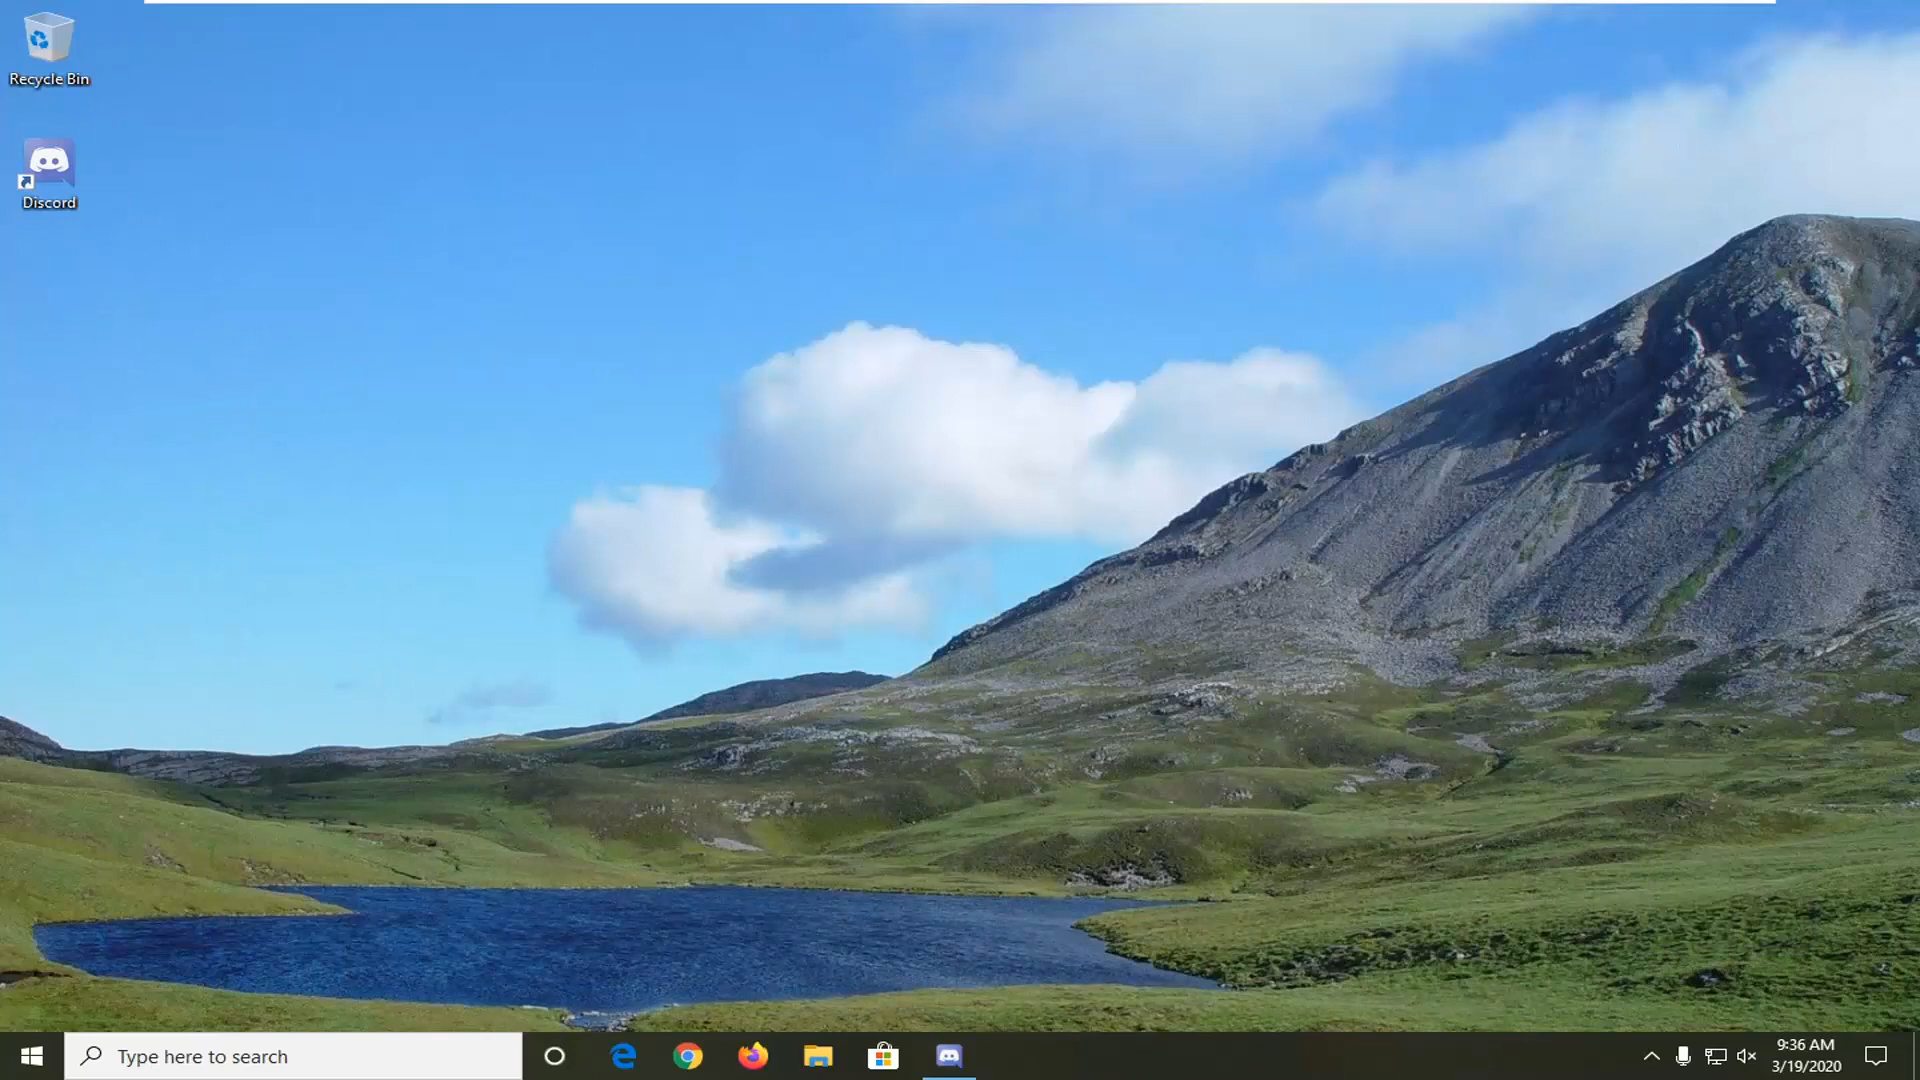 Recycle Bin
Discord
Type here to search
9:36 AM
3/19/2020